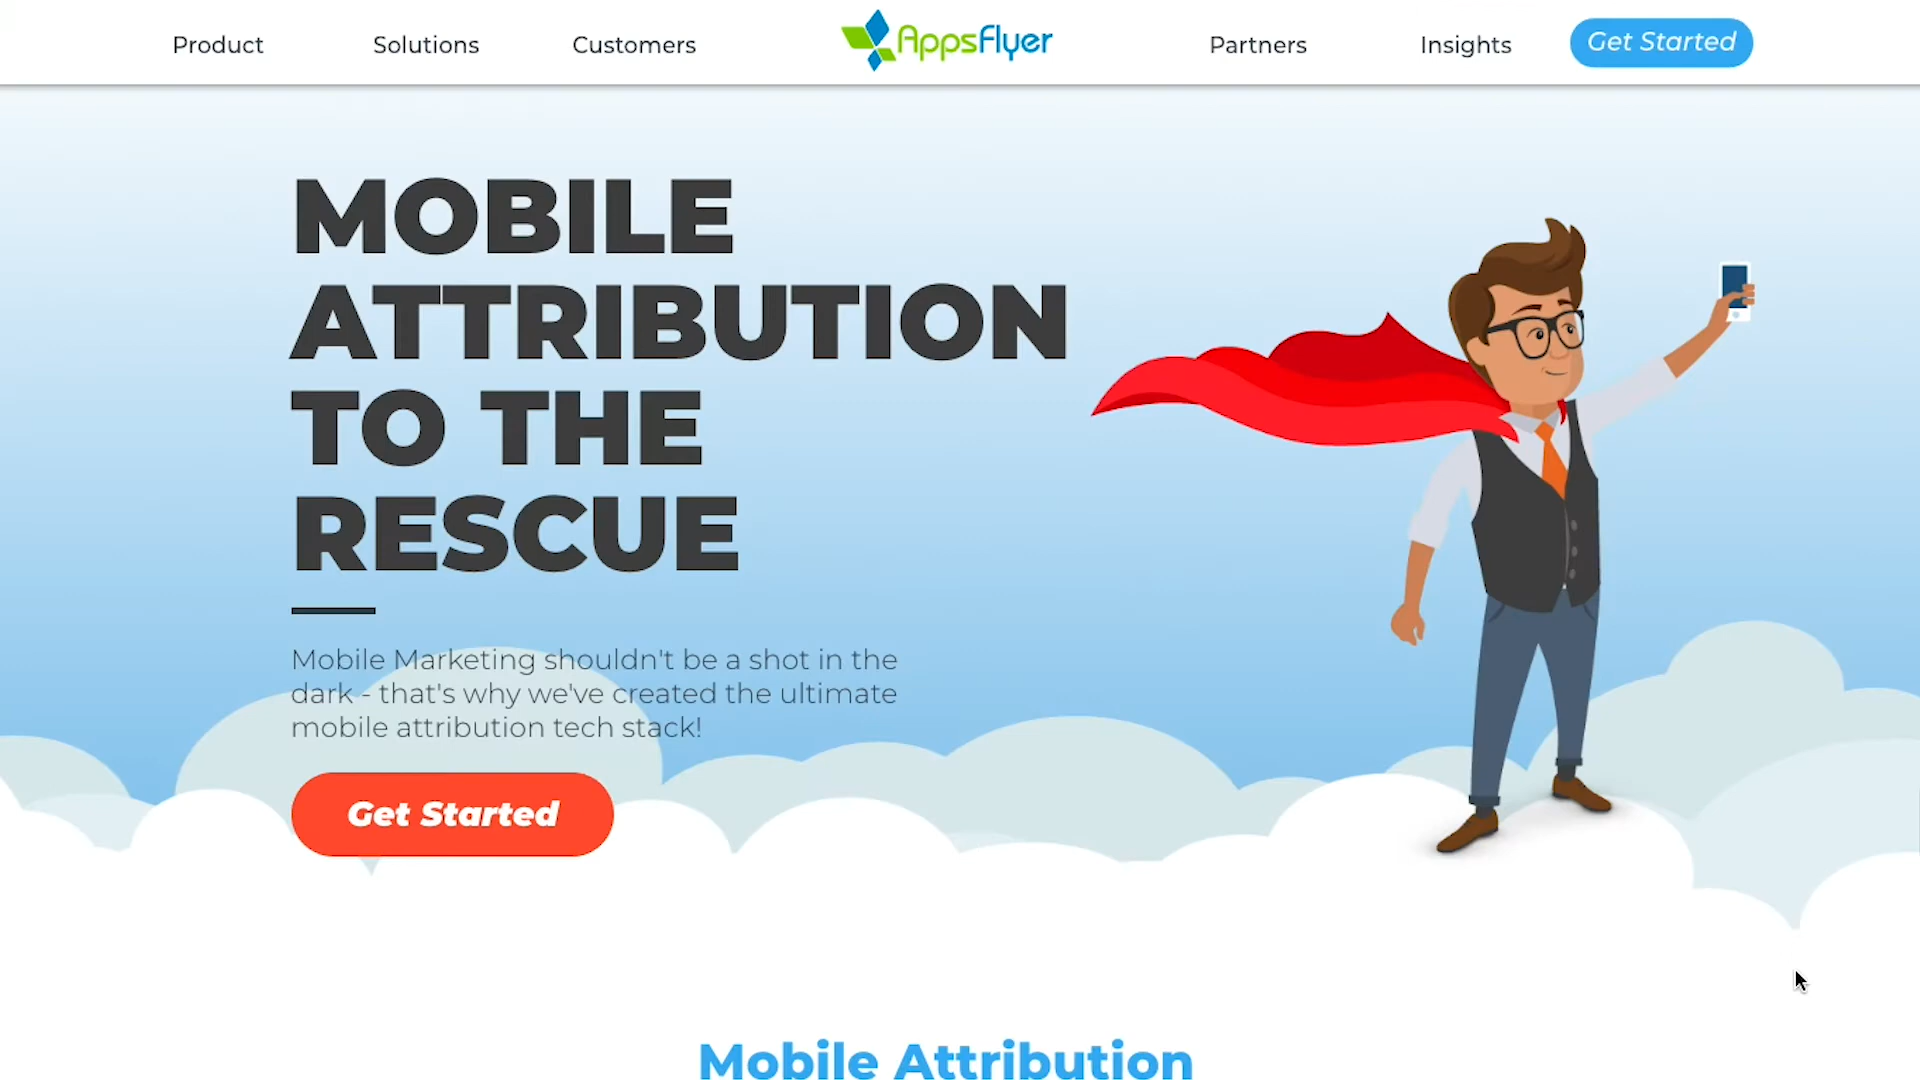 Product
Solutions
Customers
AppsFlyer
Partners
Insights
Get Started
MOBILE
ATTRIBUTION
TO THE
RESCUE
Mobile Marketing shouldn't be a shot in the
dark - that's why we've created the ultimate
mobile attribution tech stack!
Get Started
Mobile Attribution